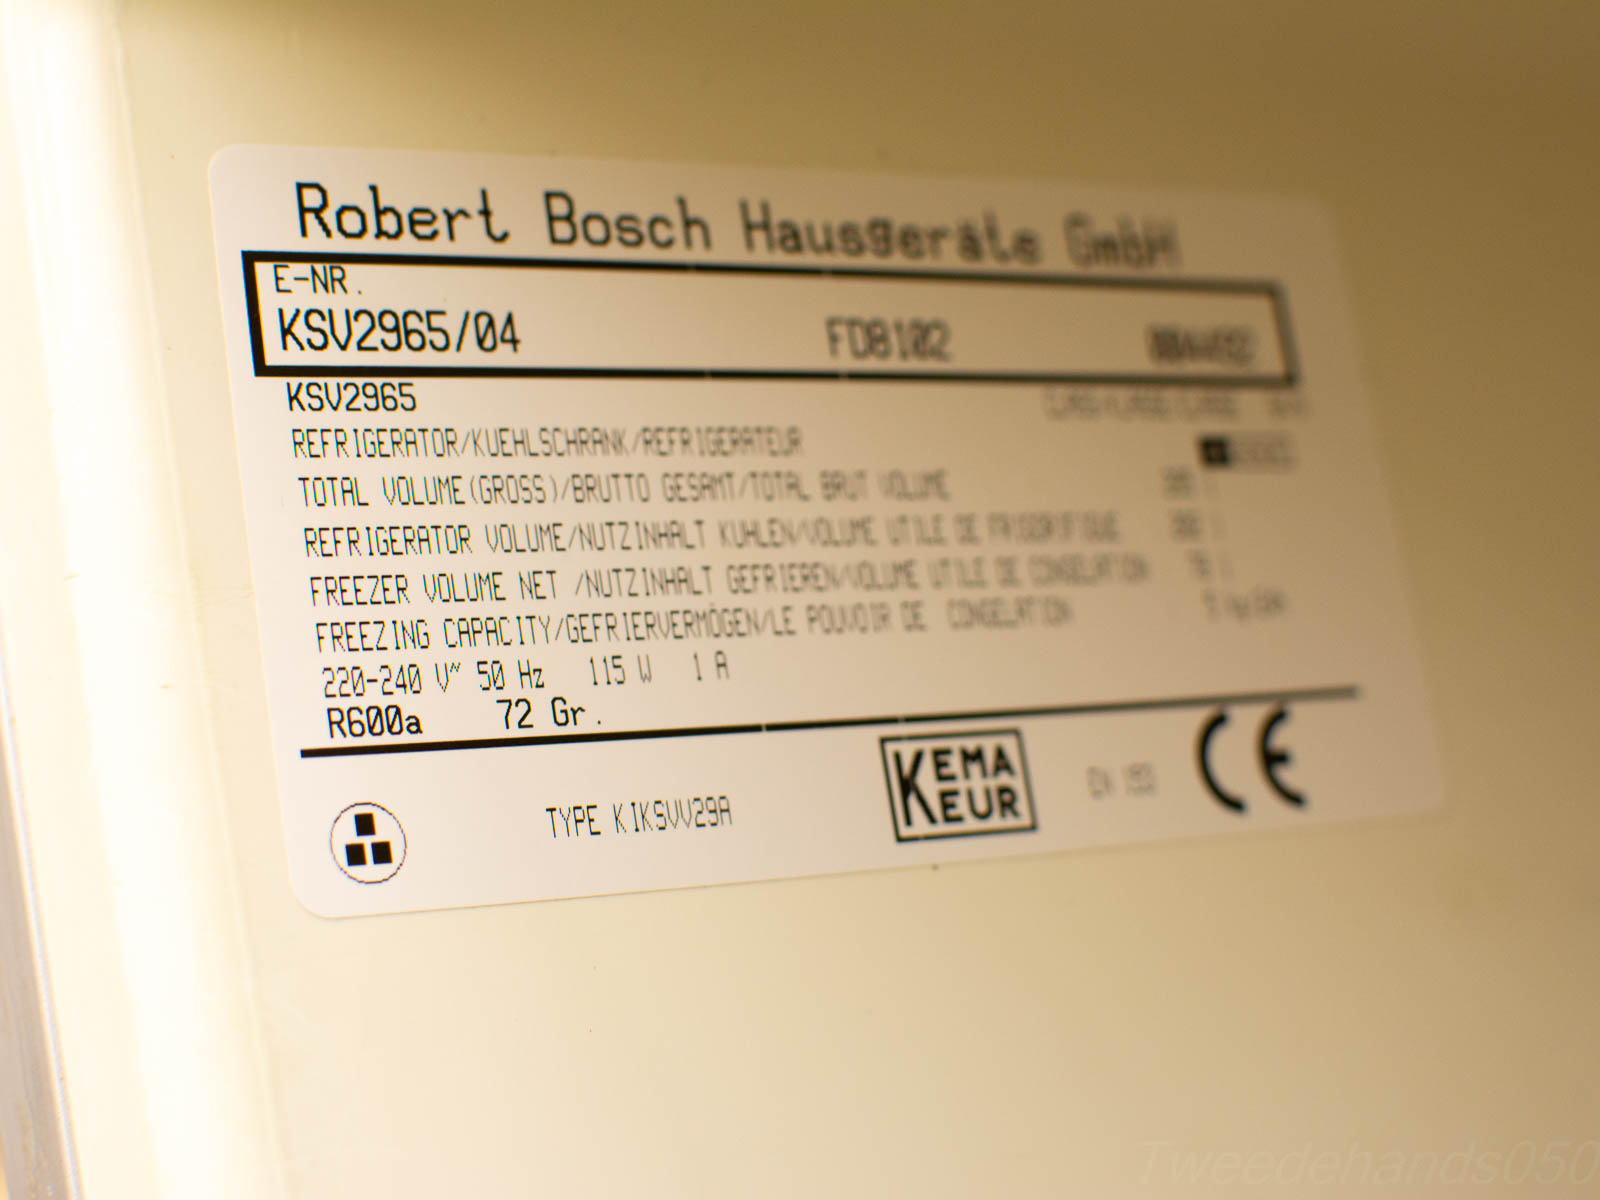 Robert Bosch Hausgeräte GmbH
E-NR.
KSV2965/04 FD8102
KSV2965
REFRIGERATOR/KUEHLSCHRANK/REFRIGERATEUR
TOTAL VOLUME(GROSS)/BRUTTO GESAMT/TOTAL BRUT VOLUME
REFRIGERATOR VOLUME/NUTZINHALT KUHLEN/VOLUME UTILE DE FRIGORIFIQUE
FREEZER VOLUME NET /NUTZINHALT GEFRIEREN/VOLUME UTILE DE CONGELATION
FREEZING CAPACITY/GEFRIERVERMÖGEN/LE POUVOIR DE CONGELATION
220-240 V~ 50 Hz 115 W 1 A
R600a 72 Gr.
TYPE KIKSVV29A
KEMA KEUR
CE
Tweedehands050